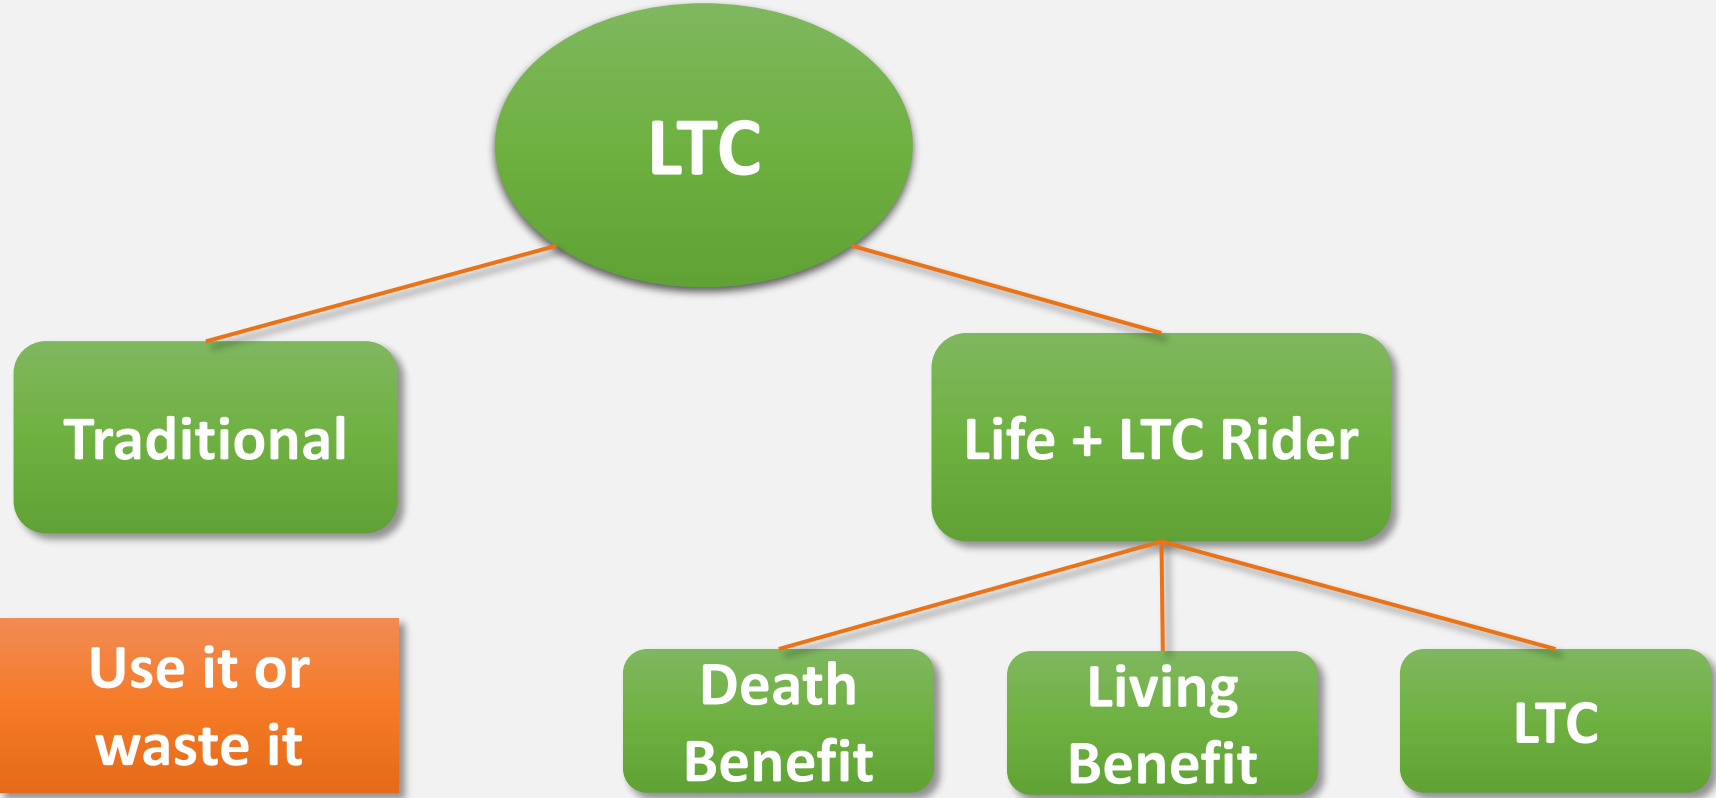 LTC
Traditional
Life + LTC Rider
Use it or
waste it
Death
Benefit
Living
Benefit
LTC